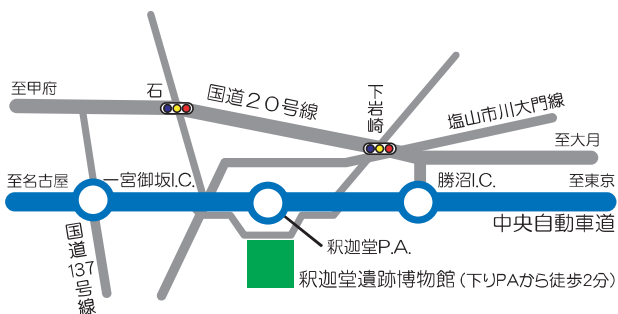 至甲府
石
国道20号線
下岩崎
塩山市川大門線
至大月
至名古屋
一宮御坂I.C.
勝沼I.C.
至東京
中央自動車道
国道137号線
釈迦堂P.A.
釈迦堂遺跡博物館(下りPAから徒歩2分)